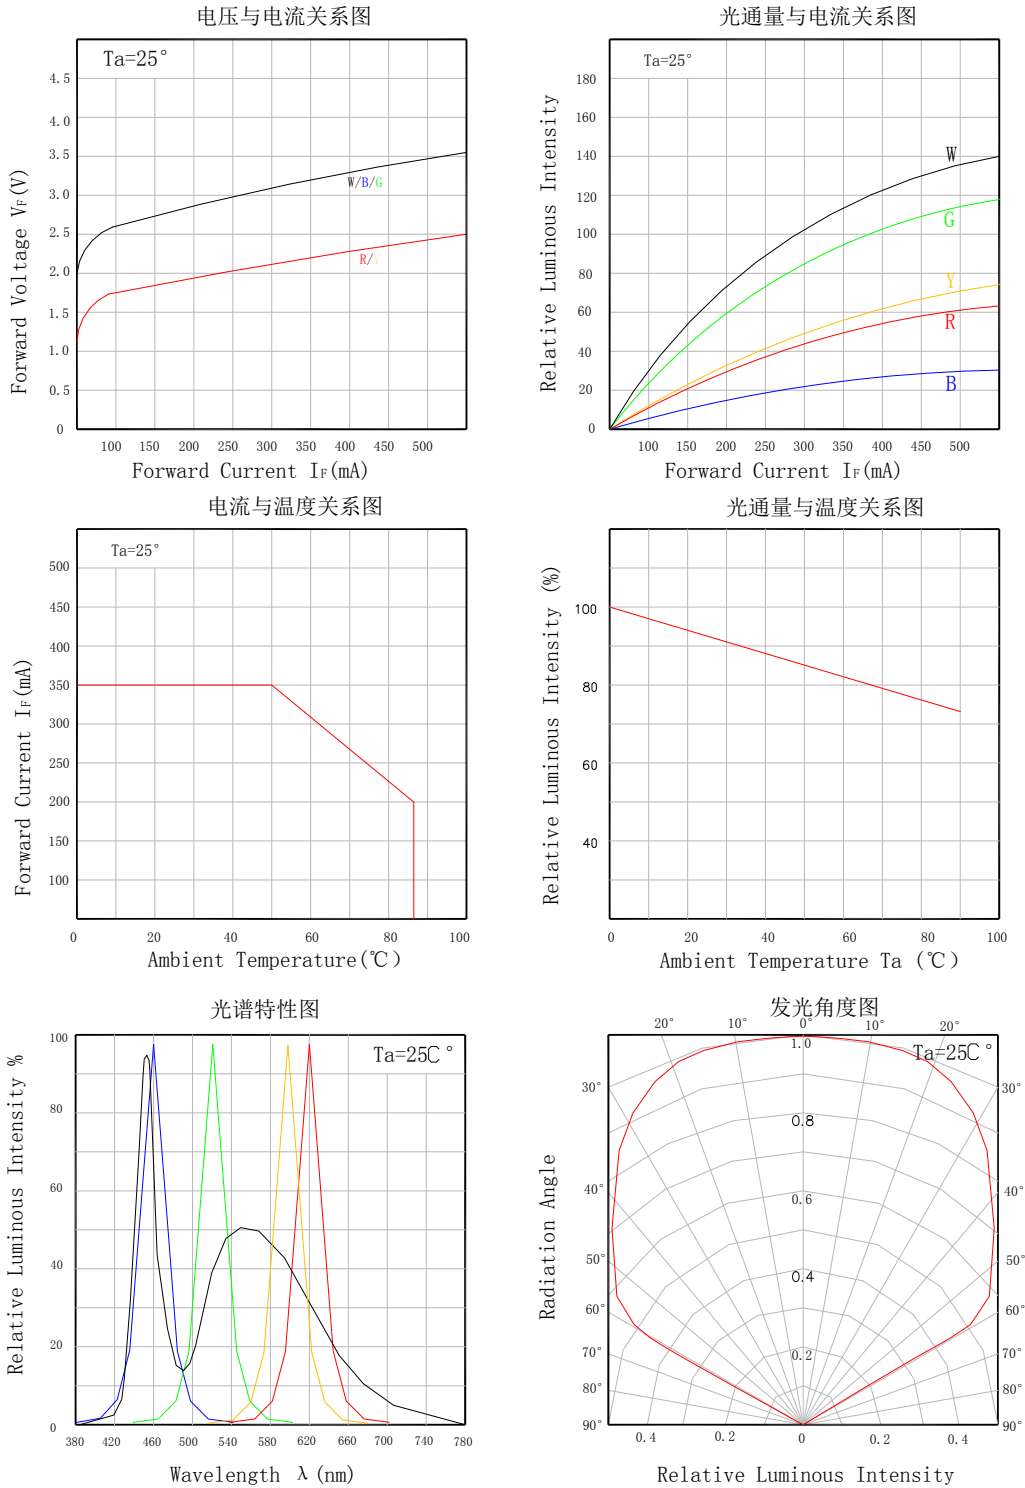 电压与电流关系图
Ta=25°
4.5
4.0
3.5
3.0
2.5
2.0
1.5
1.0
0.5
0
Forward Voltage VF(V)
W/B/G
R/Y
100 150 200 250 300 350 400 450 500
Forward Current IF(mA)
光通量与电流关系图
Ta=25°
180
160
140
120
100
80
60
40
20
0
Relative Luminous Intensity
W
G
Y
R
B
100 150 200 250 300 350 400 450 500
Forward Current IF(mA)
电流与温度关系图
Ta=25°
500
450
400
350
300
250
200
150
100
Forward Current IF(mA)
0 20 40 60 80 100
Ambient Temperature(℃)
光通量与温度关系图
100
80
60
40
Relative Luminous Intensity (%)
0 20 40 60 80 100
Ambient Temperature Ta (℃)
光谱特性图
Ta=25C°
100
80
60
40
20
0
Relative Luminous Intensity %
380 420 460 500 540 580 620 660 700 740 780
Wavelength λ (nm)
发光角度图
20° 10° 0° 10° 20°
Ta=25C°
1.0
30° 30°
0.8
40° 0.6 40°
50° 0.4 50°
60° 60°
70° 0.2 70°
80° 80°
90° 90°
Radiation Angle
0.4 0.2 0 0.2 0.4
Relative Luminous Intensity